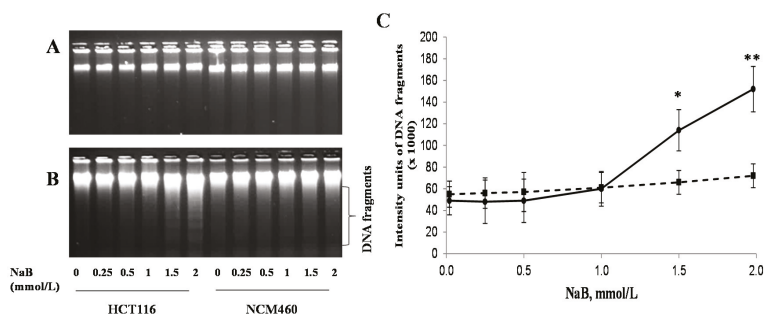 A
B
DNA fragments
NaB
(mmol/L)
0 0.25 0.5 1 1.5 2 0 0.25 0.5 1 1.5 2
HCT116 NCM460
C
Intensity units of DNA fragments
(x 1000)
200
180
160
140
120
100
80
60
40
20
0
* **
0.0 0.5 1.0 1.5 2.0
NaB, mmol/L